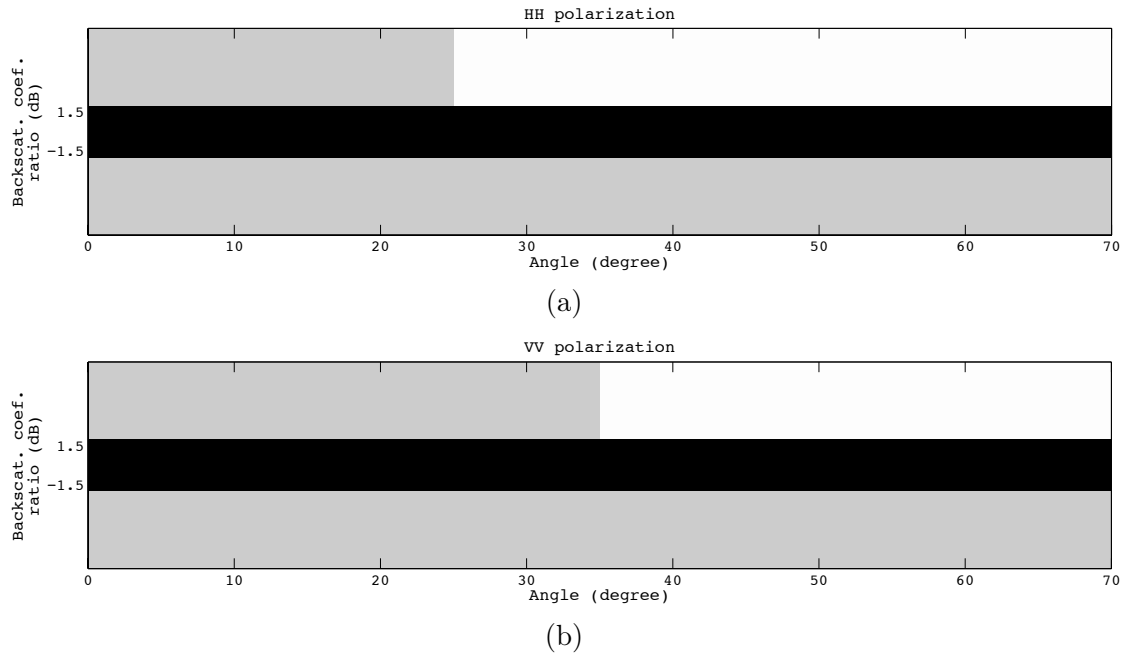 HH polarization
Backscat. coef.
ratio (dB)
1.5
-1.5
0 10 20 30 40 50 60 70
Angle (degree)
(a)
VV polarization
Backscat. coef.
ratio (dB)
1.5
-1.5
0 10 20 30 40 50 60 70
Angle (degree)
(b)